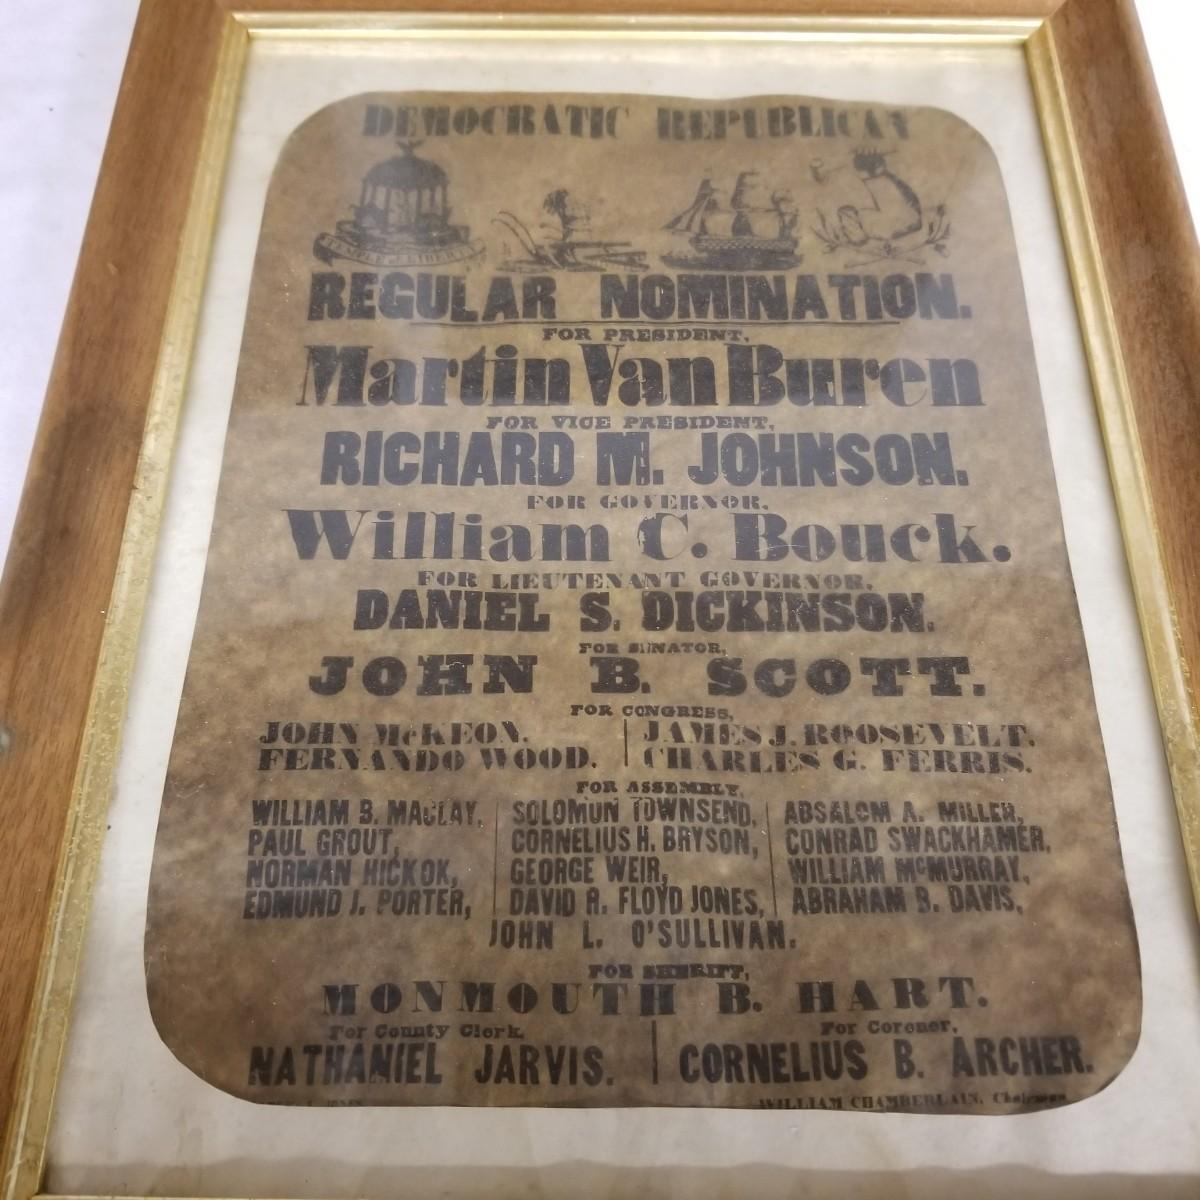 DEMOCRATIC REPUBLICAN
TEMPLE OF LIBERTY
REGULAR NOMINATION.
FOR PRESIDENT,
Martin Van Buren
FOR VICE PRESIDENT,
RICHARD M. JOHNSON.
FOR GOVERNOR,
William C. Bouck.
FOR LIEUTENANT GOVERNOR,
DANIEL S. DICKINSON.
FOR SENATOR,
JOHN B. SCOTT.
FOR CONGRESS,
JOHN McKEON. JAMES J. ROOSEVELT.
FERNANDO WOOD. CHARLES G. FERRIS.
FOR ASSEMBLY,
WILLIAM B. MACLAY, SOLOMON TOWNSEND, ABSALOM A. MILLER,
PAUL GROUT, CORNELIUS H. BRYSON, CONRAD SWACKHAMER,
NORMAN HICKOK, GEORGE WEIR, WILLIAM McMURRAY,
EDMUND J. PORTER, DAVID R. FLOYD JONES, ABRAHAM B. DAVIS,
JOHN L. O'SULLIVAN.
FOR SHERIFF,
MONMOUTH B. HART.
For County Clerk, For Coroner,
NATHANIEL JARVIS. CORNELIUS B. ARCHER.
WILLIAM CHAMBERLAIN, Chairman